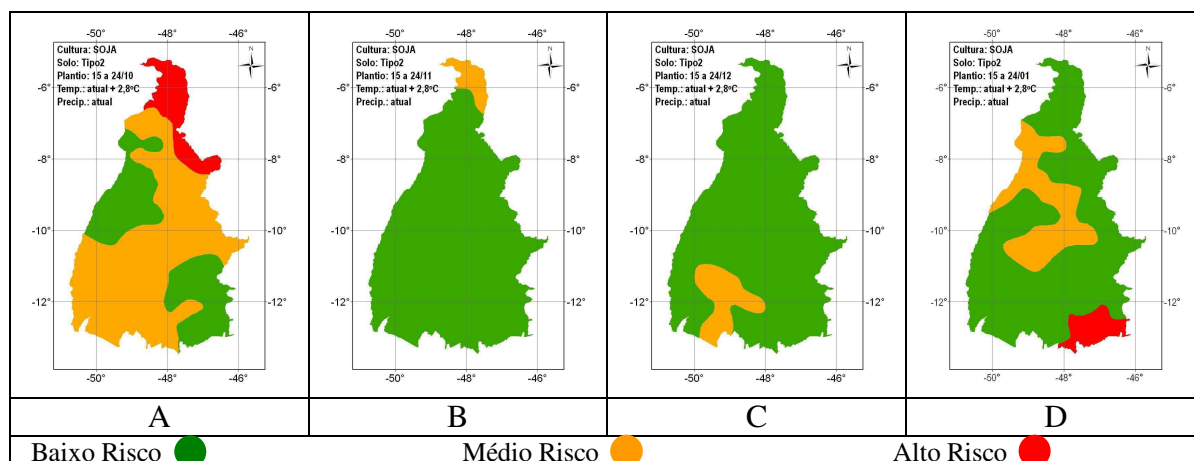 -50° -48° -46°
Cultura: SOJA
Solo: Tipo2
Plantio: 15 a 24/10
Temp.: atual + 2,8ºC
Precip.: atual
N
-6° -6°
-8° -8°
-10° -10°
-12° -12°
-50° -48° -46°
-50° -48° -46°
Cultura: SOJA
Solo: Tipo2
Plantio: 15 a 24/11
Temp.: atual + 2,8ºC
Precip.: atual
N
-6° -6°
-8° -8°
-10° -10°
-12° -12°
-50° -48° -46°
-50° -48° -46°
Cultura: SOJA
Solo: Tipo2
Plantio: 15 a 24/12
Temp.: atual + 2,8ºC
Precip.: atual
N
-6° -6°
-8° -8°
-10° -10°
-12° -12°
-50° -48° -46°
-50° -48° -46°
Cultura: SOJA
Solo: Tipo2
Plantio: 15 a 24/01
Temp.: atual + 2,8ºC
Precip.: atual
N
-6° -6°
-8° -8°
-10° -10°
-12° -12°
-50° -48° -46°
A B C D
Baixo Risco Médio Risco Alto Risco